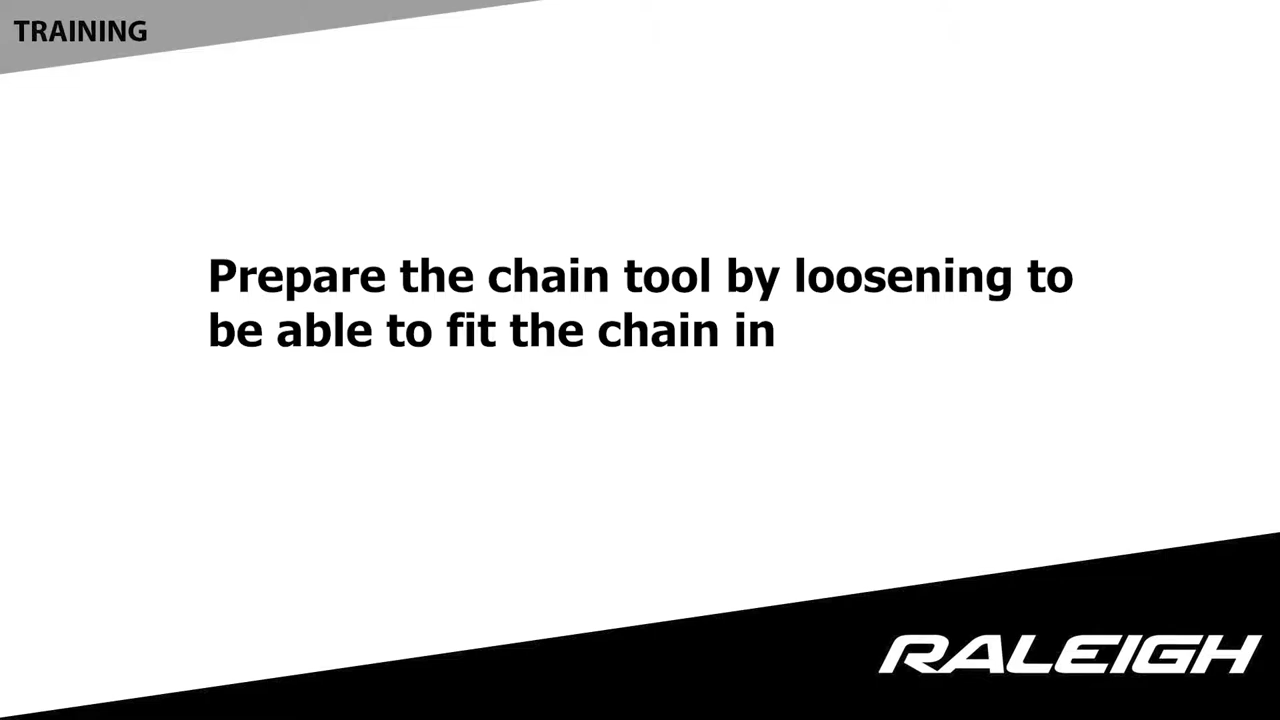 TRAINING
Prepare the chain tool by loosening to
be able to fit the chain in
RALEIGH